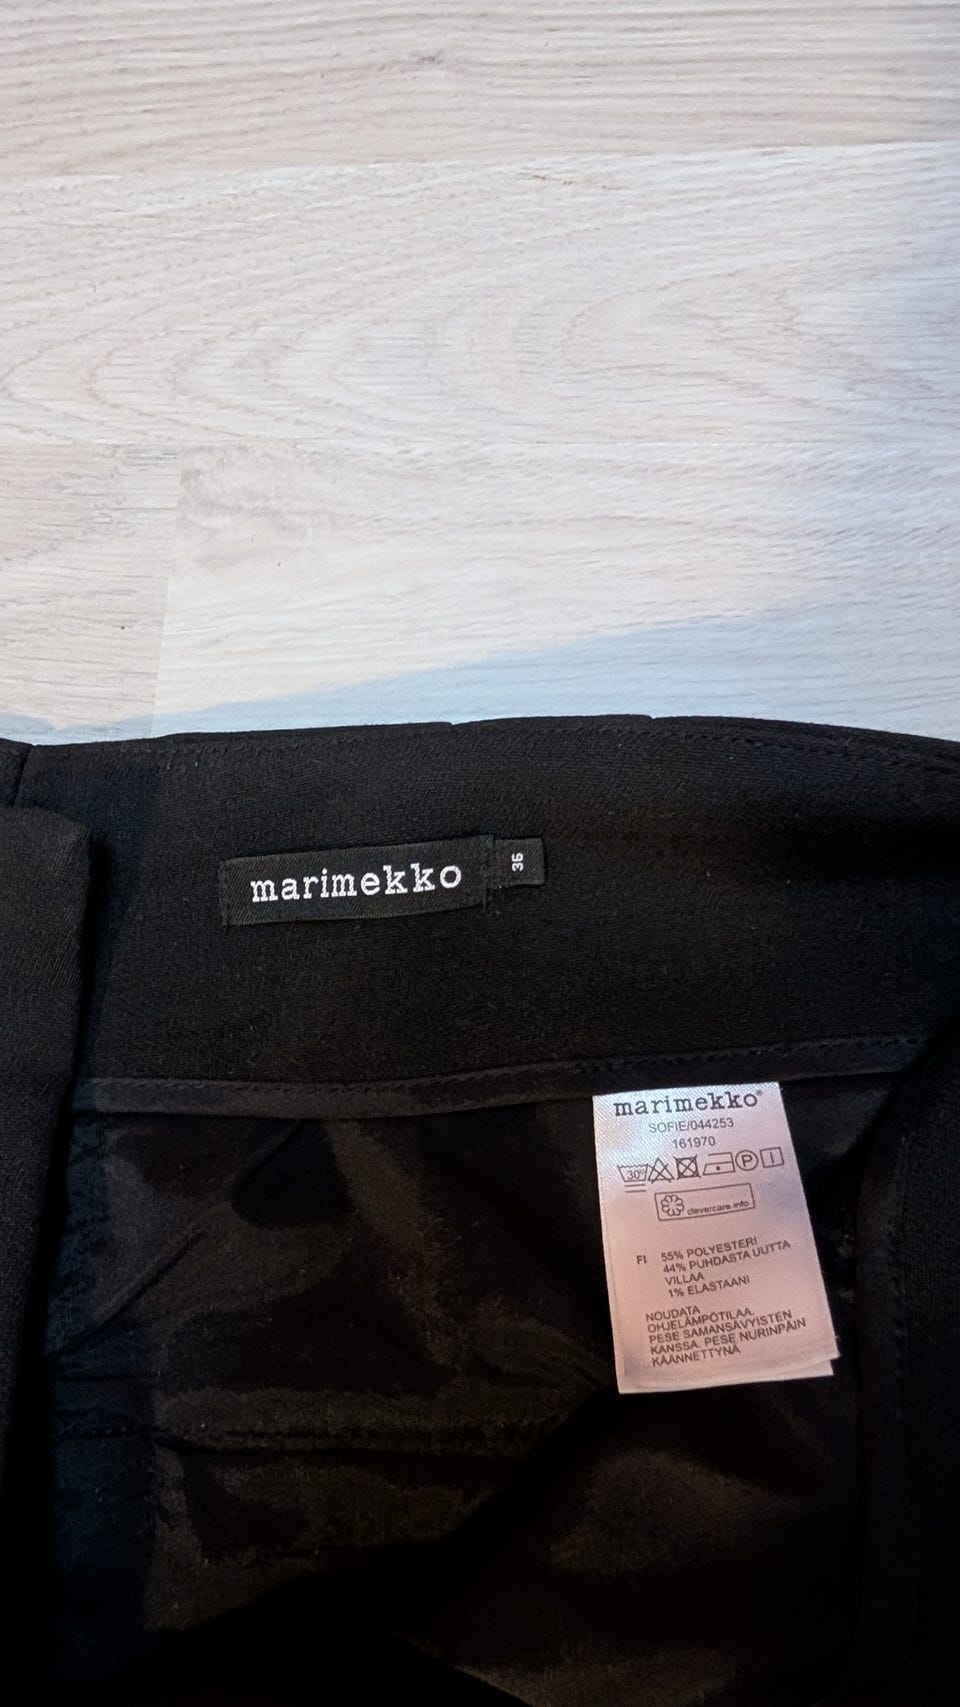 marimekko
36
marimekko®
SOFIE/044253
161970
30° P
clevercare.info
FI 55% POLYESTERI
44% PUHDASTA UUTTA
VILLAA
1% ELASTAANI
NOUDATA
OHJELÄMPÖTILAA.
PESE SAMANSÄVYISTEN
KANSSA. PESE NURINPÄIN
KÄÄNNETTYNÄ